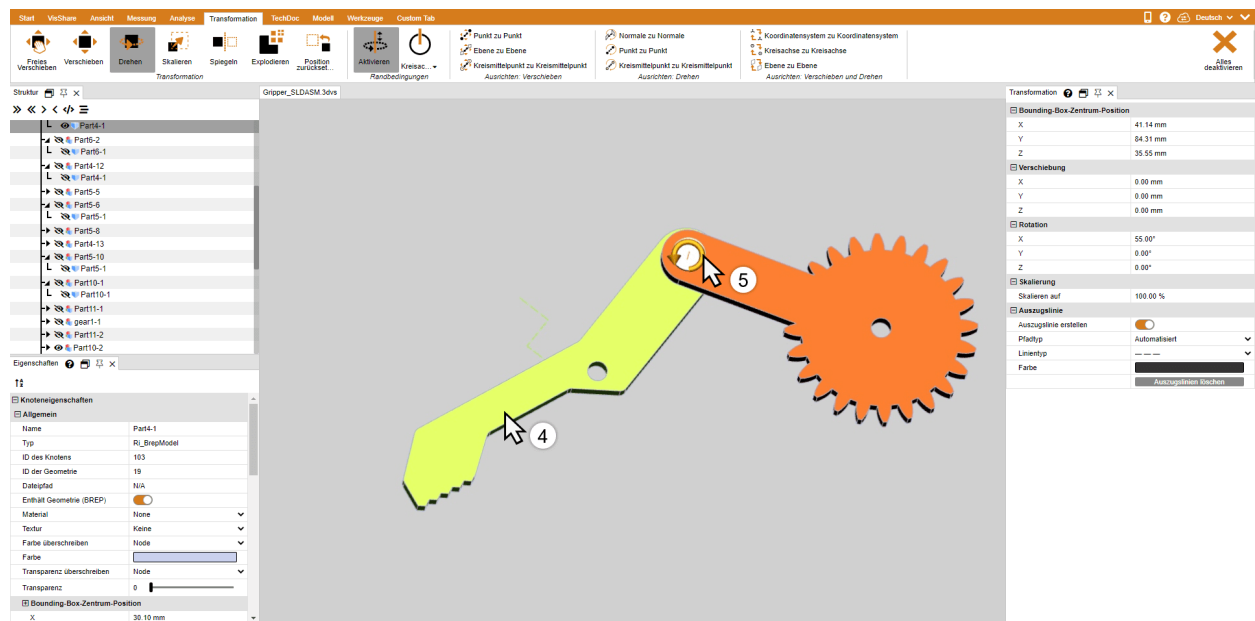 Start VisShare Ansicht Messung Analyse Transformation TechDoc Modell Werkzeuge Custom Tab Deutsch
Freies Verschieben
Verschieben
Drehen
Skalieren
Spiegeln
Explodieren
Position zurückset...
Transformation
Aktivieren
Kreisac...
Randbedingungen
Punkt zu Punkt
Ebene zu Ebene
Kreismittelpunkt zu Kreismittelpunkt
Ausrichten: Verschieben
Normale zu Normale
Punkt zu Punkt
Kreismittelpunkt zu Kreismittelpunkt
Ausrichten: Drehen
Koordinatensystem zu Koordinatensystem
Kreisachse zu Kreisachse
Ebene zu Ebene
Ausrichten: Verschieben und Drehen
Alles deaktivieren
Struktur
Part4-1
Part6-2
Part6-1
Part4-12
Part4-1
Part5-5
Part5-6
Part5-1
Part5-8
Part4-13
Part5-10
Part5-1
Part10-1
Part10-1
Part11-1
gear1-1
Part11-2
Part10-2
Eigenschaften
Knoteneigenschaften
Allgemein
Name Part4-1
Typ Ri_BrepModel
ID des Knotens 103
ID der Geometrie 19
Dateipfad N/A
Enthält Geometrie (BREP)
Material None
Textur Keine
Farbe überschreiben Node
Farbe
Transparenz überschreiben Node
Transparenz 0
Bounding-Box-Zentrum-Position
X 30.10 mm
Gripper_SLDASM.3dvs
5
4
Transformation
Bounding-Box-Zentrum-Position
X 41.14 mm
Y 84.31 mm
Z 35.55 mm
Verschiebung
X 0.00 mm
Y 0.00 mm
Z 0.00 mm
Rotation
X 55.00°
Y 0.00°
Z 0.00°
Skalierung
Skalieren auf 100.00 %
Auszugslinie
Auszugslinie erstellen
Pfadtyp Automatisiert
Linientyp
Farbe
Auszugslinien löschen